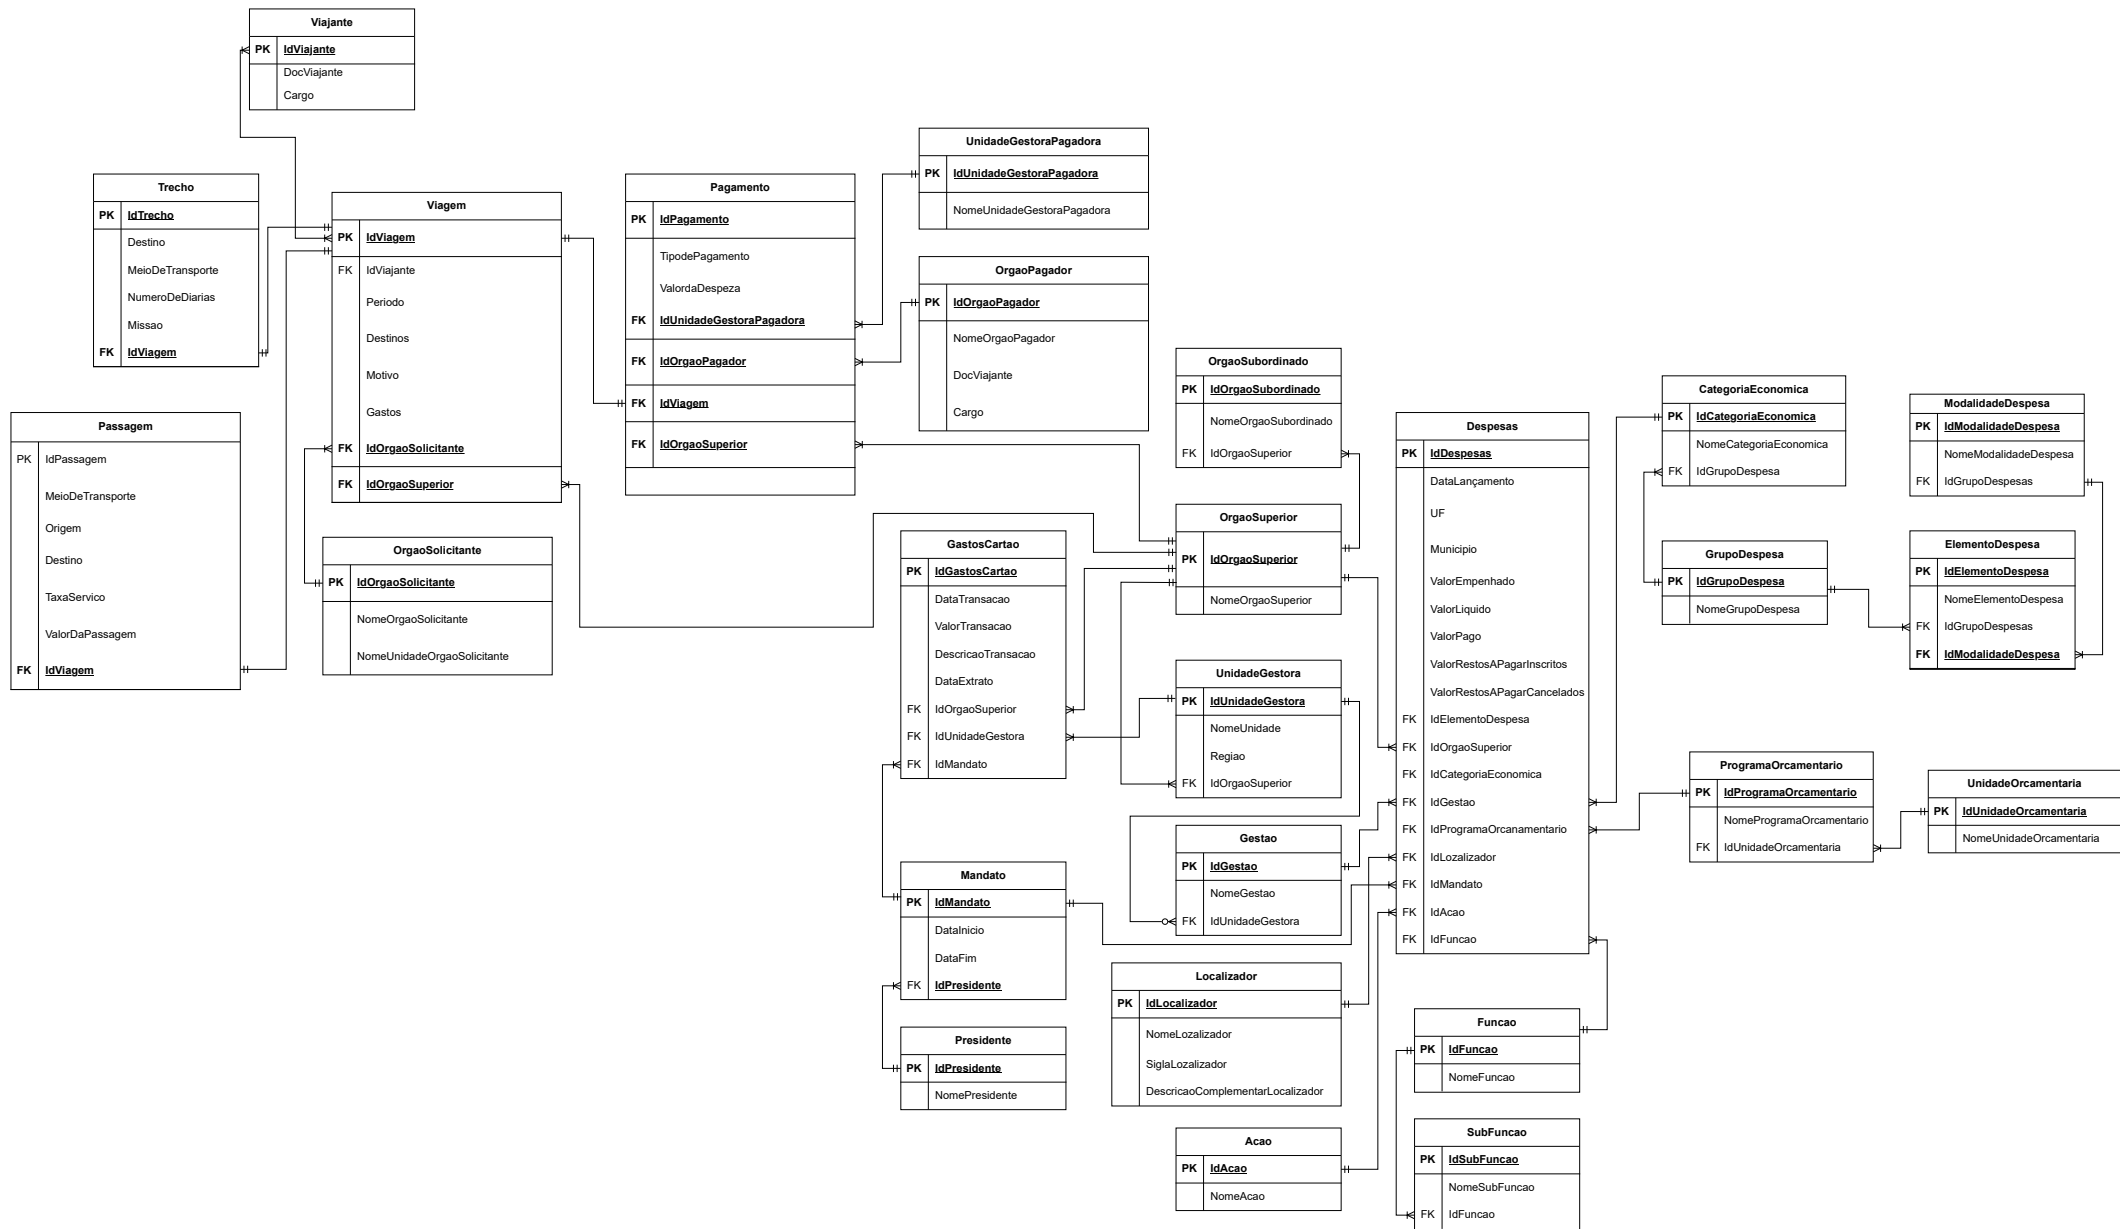 Viajante
PK IdViajante
DocViajante
Cargo
Trecho
PK IdTrecho
Destino
MeioDeTransporte
NumeroDeDiarias
Missao
FK IdViagem
Passagem
PK IdPassagem
MeioDeTransporte
Origem
Destino
TaxaServico
ValorDaPassagem
FK IdViagem
Viagem
PK IdViagem
FK IdViajante
Periodo
Destinos
Motivo
Gastos
FK IdOrgaoSolicitante
FK IdOrgaoSuperior
OrgaoSolicitante
PK IdOrgaoSolicitante
NomeOrgaoSolicitante
NomeUnidadeOrgaoSolicitante
Pagamento
PK IdPagamento
TipodePagamento
ValordaDespeza
FK IdUnidadeGestoraPagadora
FK IdOrgaoPagador
FK IdViagem
FK IdOrgaoSuperior
UnidadeGestoraPagadora
PK IdUnidadeGestoraPagadora
NomeUnidadeGestoraPagadora
OrgaoPagador
PK IdOrgaoPagador
NomeOrgaoPagador
DocViajante
Cargo
GastosCartao
PK IdGastosCartao
DataTransacao
ValorTransacao
DescricaoTransacao
DataExtrato
FK IdOrgaoSuperior
FK IdUnidadeGestora
FK IdMandato
Mandato
PK IdMandato
DataInicio
DataFim
FK IdPresidente
Presidente
PK IdPresidente
NomePresidente
OrgaoSubordinado
PK IdOrgaoSubordinado
NomeOrgaoSubordinado
FK IdOrgaoSuperior
OrgaoSuperior
PK IdOrgaoSuperior
NomeOrgaoSuperior
UnidadeGestora
PK IdUnidadeGestora
NomeUnidade
Regiao
FK IdOrgaoSuperior
Gestao
PK IdGestao
NomeGestao
FK IdUnidadeGestora
Localizador
PK IdLocalizador
NomeLozalizador
SiglaLozalizador
DescricaoComplementarLocalizador
Acao
PK IdAcao
NomeAcao
Despesas
PK IdDespesas
DataLançamento
UF
Municipio
ValorEmpenhado
ValorLiquido
ValorPago
ValorRestosAPagarInscritos
ValorRestosAPagarCancelados
FK IdElementoDespesa
FK IdOrgaoSuperior
FK IdCategoriaEconomica
FK IdGestao
FK IdProgramaOrcanamentario
FK IdLozalizador
FK IdMandato
FK IdAcao
FK IdFuncao
Funcao
PK IdFuncao
NomeFuncao
SubFuncao
PK IdSubFuncao
NomeSubFuncao
FK IdFuncao
CategoriaEconomica
PK IdCategoriaEconomica
NomeCategoriaEconomica
FK IdGrupoDespesa
GrupoDespesa
PK IdGrupoDespesa
NomeGrupoDespesa
ModalidadeDespesa
PK IdModalidadeDespesa
NomeModalidadeDespesa
FK IdGrupoDespesas
ElementoDespesa
PK IdElementoDespesa
NomeElementoDespesa
FK IdGrupoDespesas
FK IdModalidadeDespesa
ProgramaOrcamentario
PK IdProgramaOrcamentario
NomeProgramaOrcamentario
FK IdUnidadeOrcamentaria
UnidadeOrcamentaria
PK IdUnidadeOrcamentaria
NomeUnidadeOrcamentaria